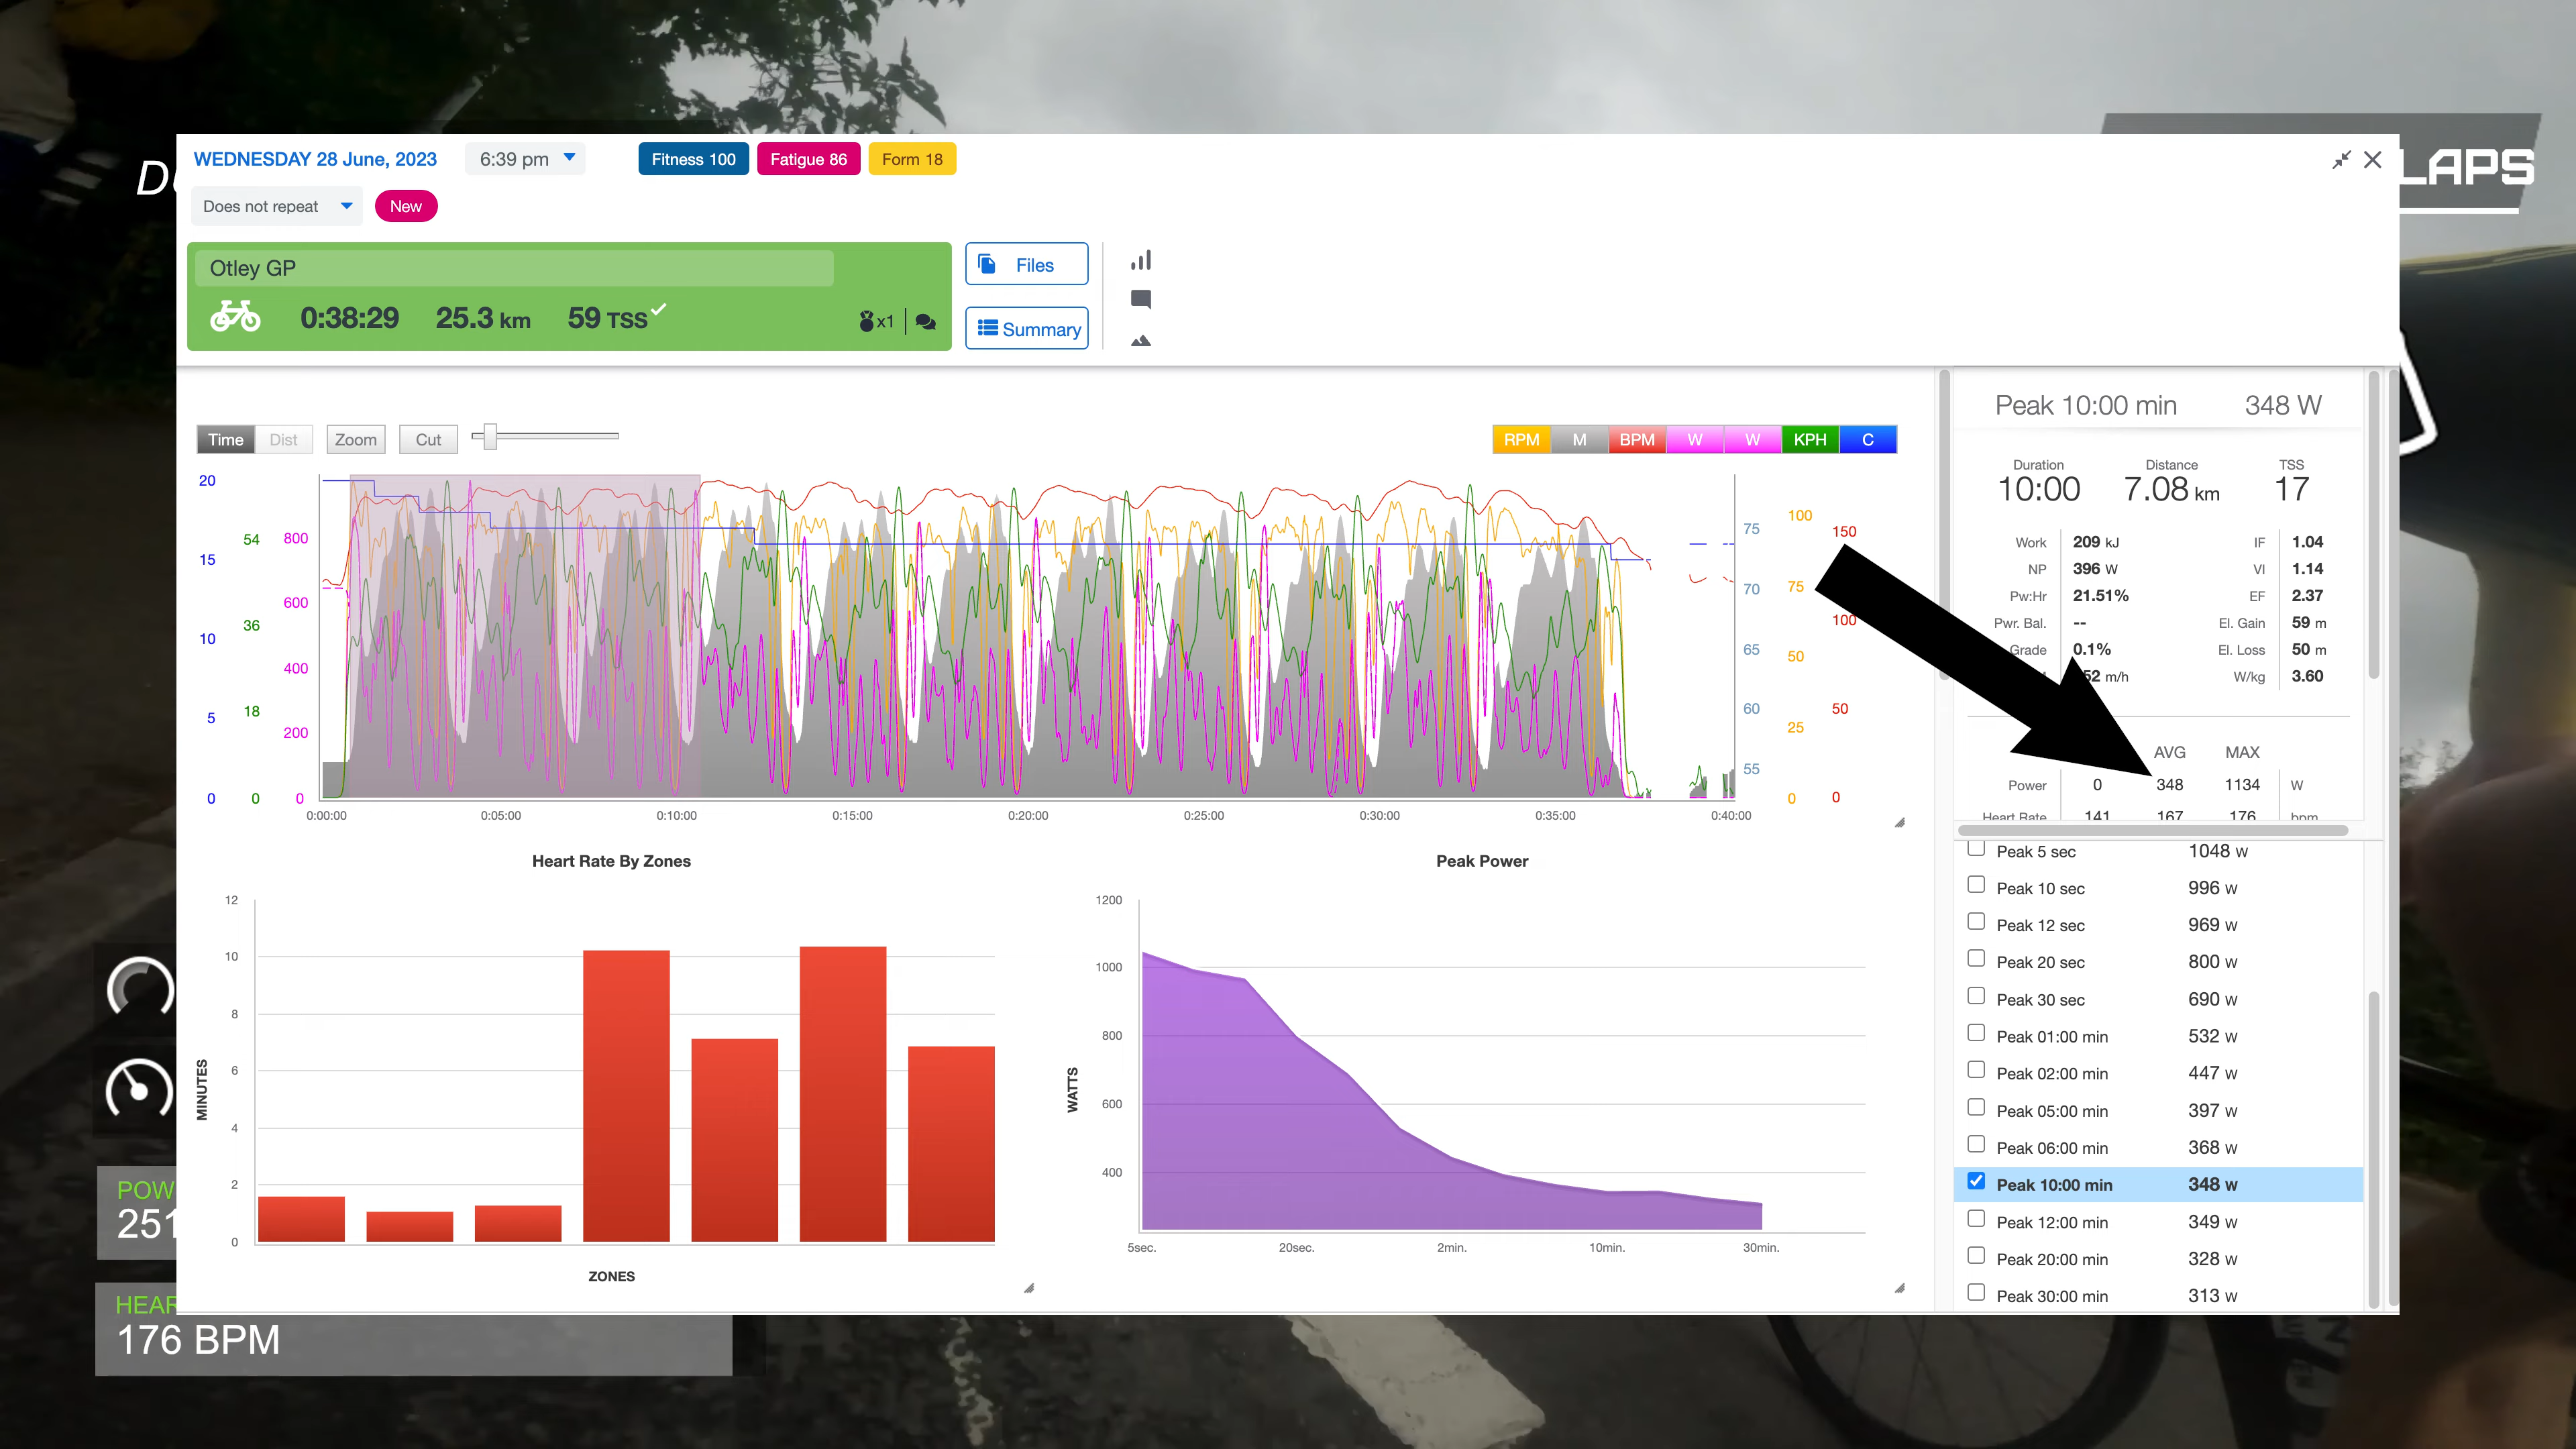 LAPS
WEDNESDAY 28 June, 2023
6:39 pm
Fitness 100
Fatigue 86
Form 18
Does not repeat
New
Otley GP
0:38:29
25.3 km
59 TSS
x1
Files
Summary
Time
Dist
Zoom
Cut
RPM
M
BPM
W
W
KPH
C
20
15
10
5
0
54
36
18
0
800
600
400
200
0
75
70
65
60
55
100
75
50
25
0
150
100
50
0
0:00:00
0:05:00
0:10:00
0:15:00
0:20:00
0:25:00
0:30:00
0:35:00
0:40:00
Peak 10:00 min 348 W
Duration Distance TSS
10:00 7.08 km 17
Work 209 kJ IF 1.04
NP 396 W VI 1.14
Pw:Hr 21.51% EF 2.37
Pwr. Bal. -- El. Gain 59 m
Grade 0.1% El. Loss 50 m
52 m/h W/kg 3.60
AVG MAX
Power 0 348 1134 W
Heart Rate 141 167 176 bpm
Peak 5 sec 1048 W
Peak 10 sec 996 W
Peak 12 sec 969 W
Peak 20 sec 800 W
Peak 30 sec 690 W
Peak 01:00 min 532 W
Peak 02:00 min 447 W
Peak 05:00 min 397 W
Peak 06:00 min 368 W
Peak 10:00 min 348 W
Peak 12:00 min 349 W
Peak 20:00 min 328 W
Peak 30:00 min 313 W
Heart Rate By Zones
12
10
8
6
4
2
0
MINUTES
ZONES
Peak Power
1200
1000
800
600
400
WATTS
5sec.
20sec.
2min.
10min.
30min.
POW
251
HEAR
176 BPM